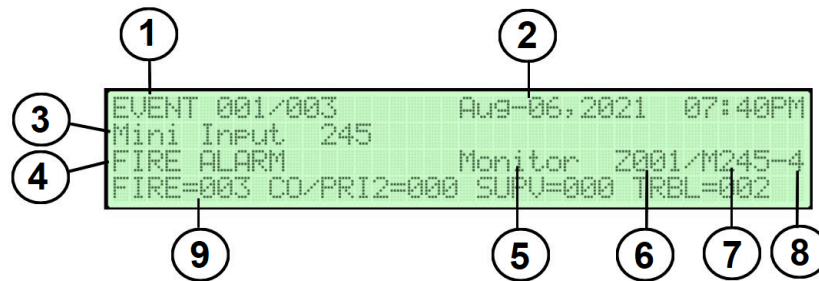 1 2
EVENT 001/003 Aug-06,2021 07:40PM
3 Mini Input 245
4 FIRE ALARM Monitor Z001/M245-4
FIRE=003 CO/PRI2=000 SUPV=000 TRBL=002
9 5 6 7 8